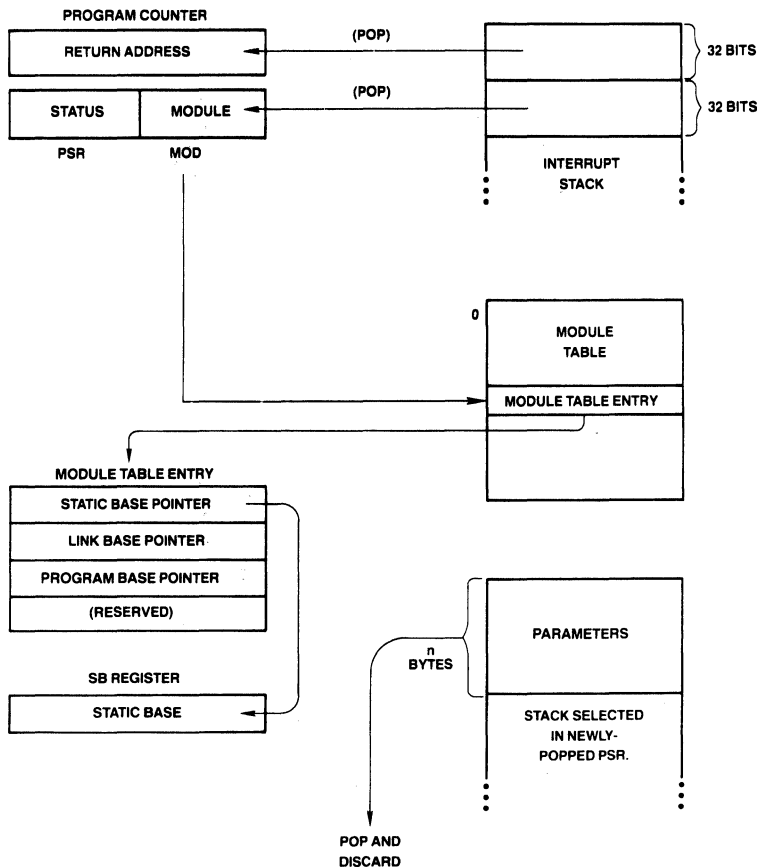 PROGRAM COUNTER
RETURN ADDRESS
(POP)
32 BITS
STATUS
MODULE
(POP)
32 BITS
PSR
MOD
INTERRUPT
STACK
0
MODULE
TABLE
MODULE TABLE ENTRY
MODULE TABLE ENTRY
STATIC BASE POINTER
LINK BASE POINTER
PROGRAM BASE POINTER
(RESERVED)
n
BYTES
PARAMETERS
SB REGISTER
STATIC BASE
STACK SELECTED
IN NEWLY-
POPPED PSR.
POP AND
DISCARD